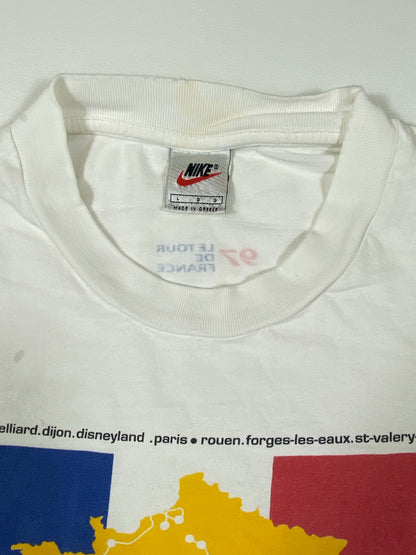 NIKE®
L D G
MADE IN GREECE
97
LE TOUR
DE
FRANCE
elliard.dijon.disneyland .paris ● rouen.forges-les-eaux.st-valery-